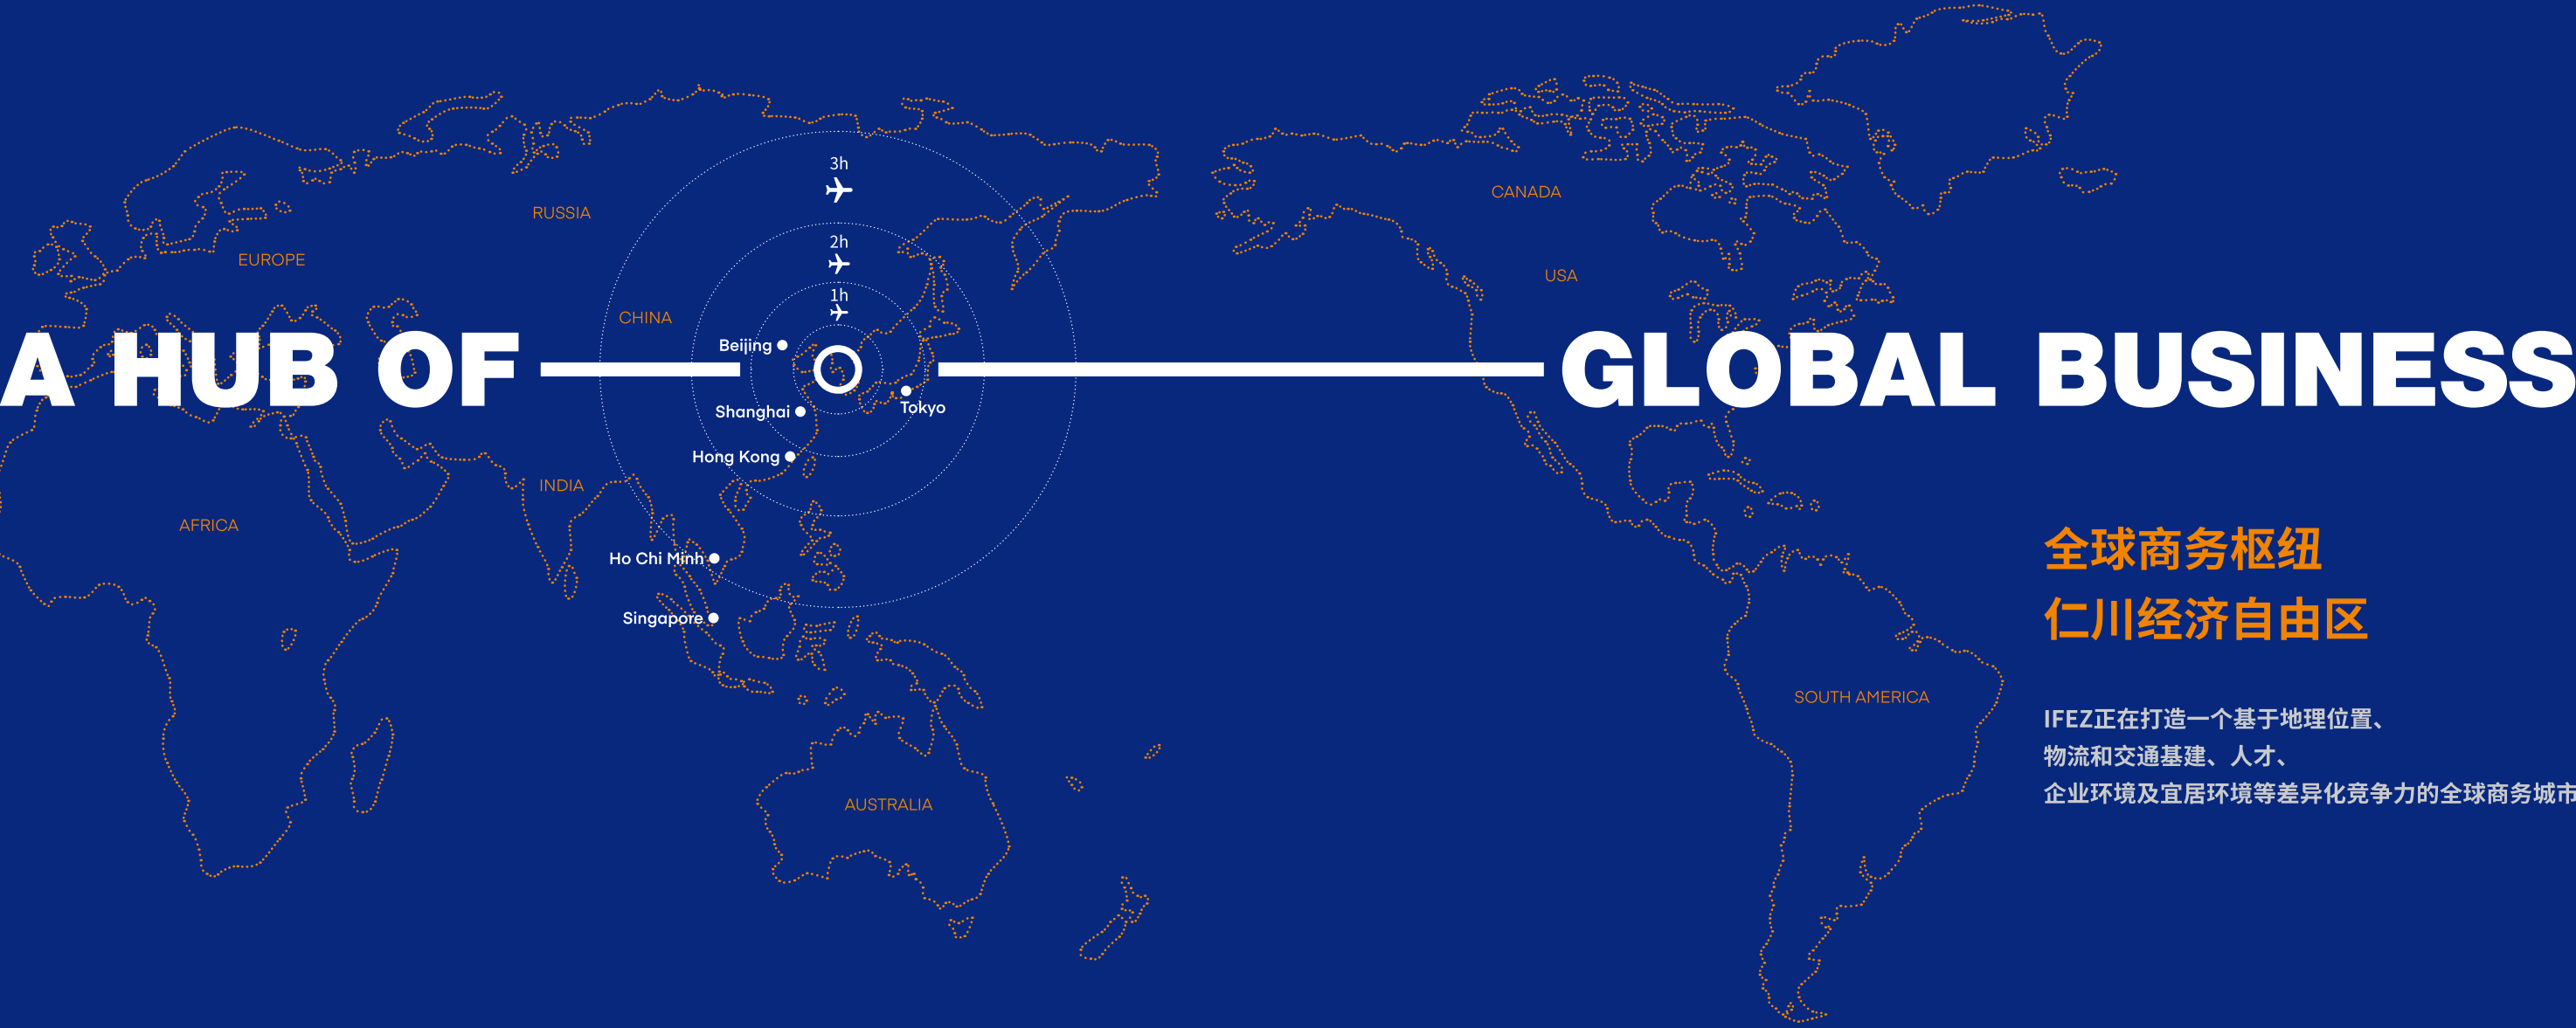 3h
CANADA
RUSSIA
2h
EUROPE
USA
1h
CHINA
Beijing
A HUB OF GLOBAL BUSINESS
Tokyo
Shanghai
Hong Kong
INDIA
AFRICA
Ho Chi Minh
Singapore
全球商务枢纽
仁川经济自由区
SOUTH AMERICA
IFEZ正在打造一个基于地理位置、
物流和交通基建、人才、
企业环境及宜居环境等差异化竞争力的全球商务城市
AUSTRALIA